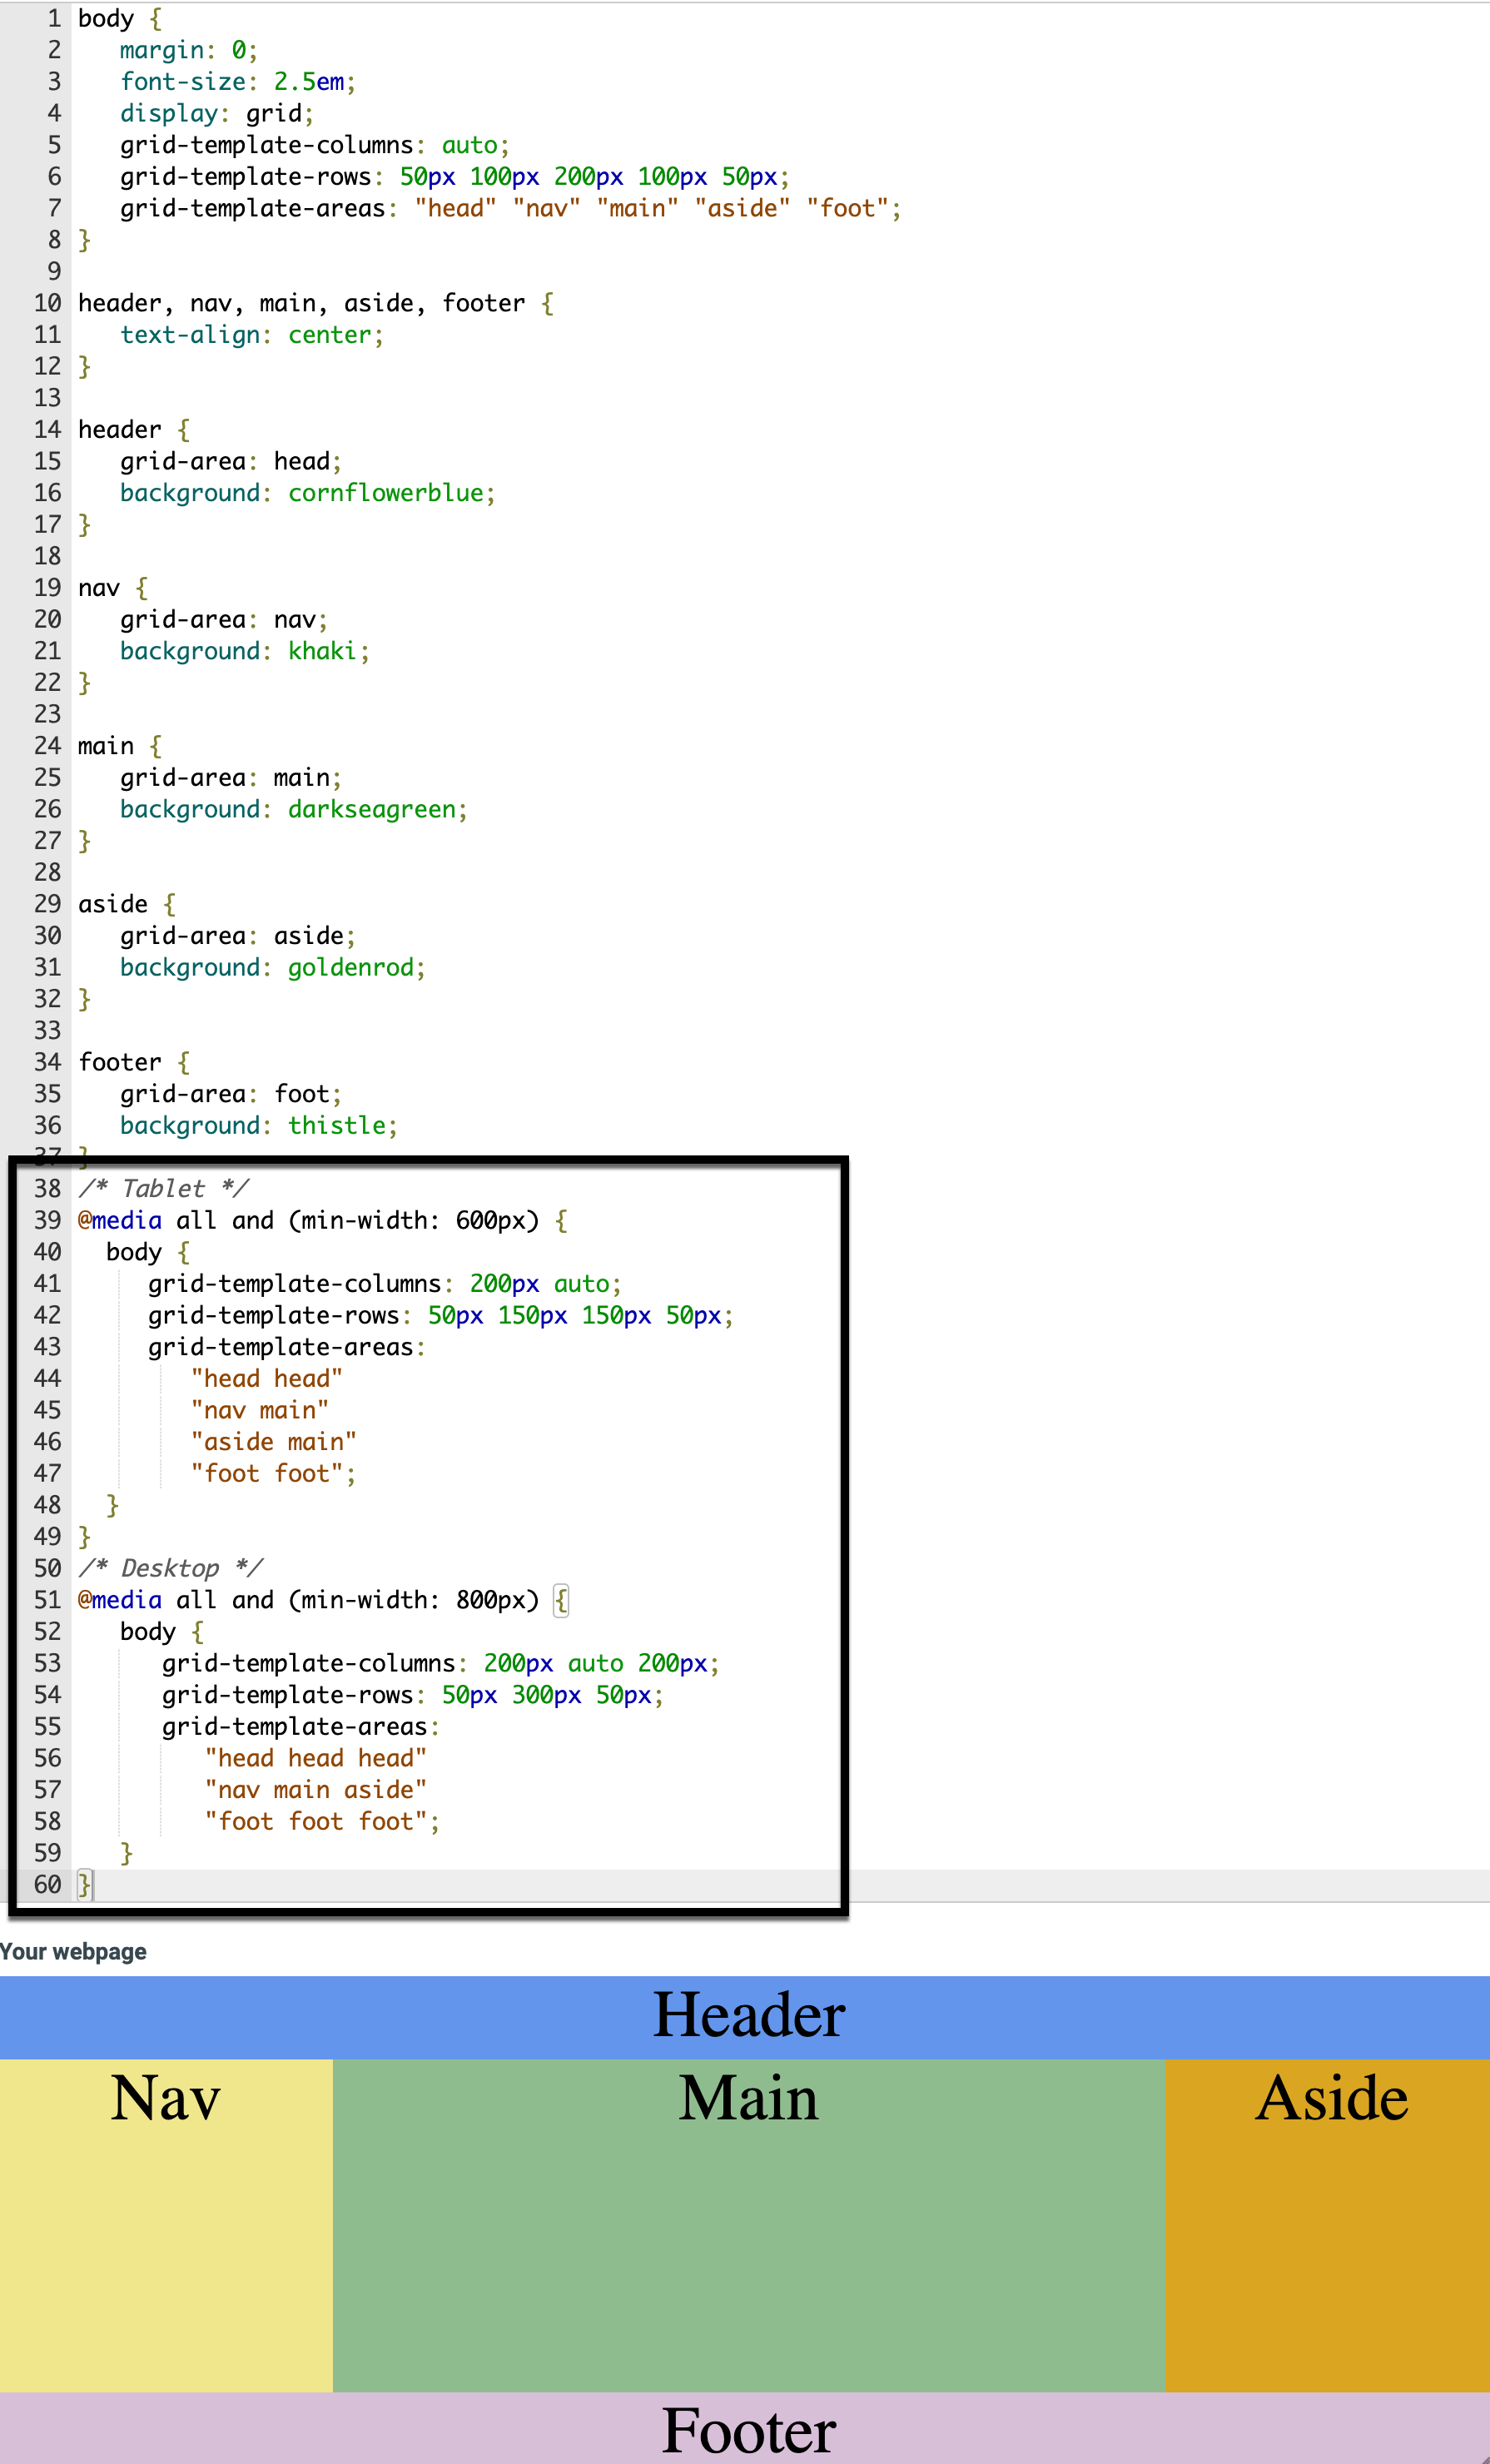 1 body {
2    margin: 0;
3    font-size: 2.5em;
4    display: grid;
5    grid-template-columns: auto;
6    grid-template-rows: 50px 100px 200px 100px 50px;
7    grid-template-areas: "head" "nav" "main" "aside" "foot";
8 }
9
10 header, nav, main, aside, footer {
11    text-align: center;
12 }
13
14 header {
15    grid-area: head;
16    background: cornflowerblue;
17 }
18
19 nav {
20    grid-area: nav;
21    background: khaki;
22 }
23
24 main {
25    grid-area: main;
26    background: darkseagreen;
27 }
28
29 aside {
30    grid-area: aside;
31    background: goldenrod;
32 }
33
34 footer {
35    grid-area: foot;
36    background: thistle;
37 }
38 /* Tablet */
39 @media all and (min-width: 600px) {
40   body {
41      grid-template-columns: 200px auto;
42      grid-template-rows: 50px 150px 150px 50px;
43      grid-template-areas:
44         "head head"
45         "nav main"
46         "aside main"
47         "foot foot";
48   }
49 }
50 /* Desktop */
51 @media all and (min-width: 800px) {
52    body {
53       grid-template-columns: 200px auto 200px;
54       grid-template-rows: 50px 300px 50px;
55       grid-template-areas:
56          "head head head"
57          "nav main aside"
58          "foot foot foot";
59    }
60 }
Your webpage
Header
Nav Main Aside
Footer